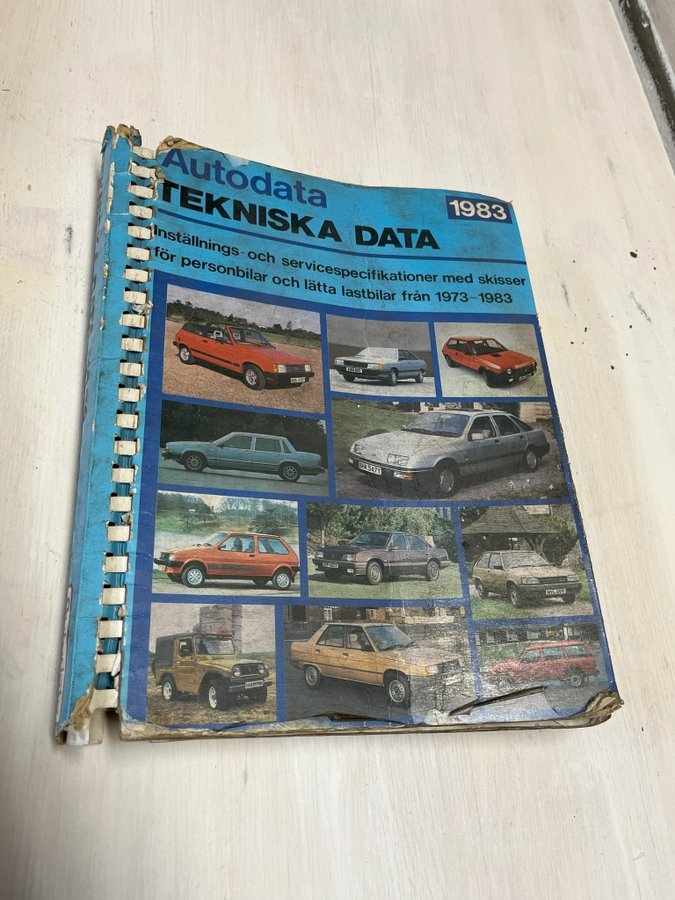 Autodata
1983
TEKNISKA DATA
Inställnings- och servicespecifikationer med skisser
för personbilar och lätta lastbilar från 1973-1983